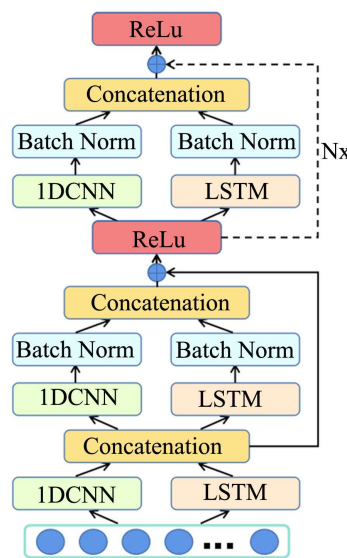 ReLu
Concatenation
Batch Norm Batch Norm
1DCNN LSTM
Nx
ReLu
Concatenation
Batch Norm Batch Norm
1DCNN LSTM
Concatenation
1DCNN LSTM